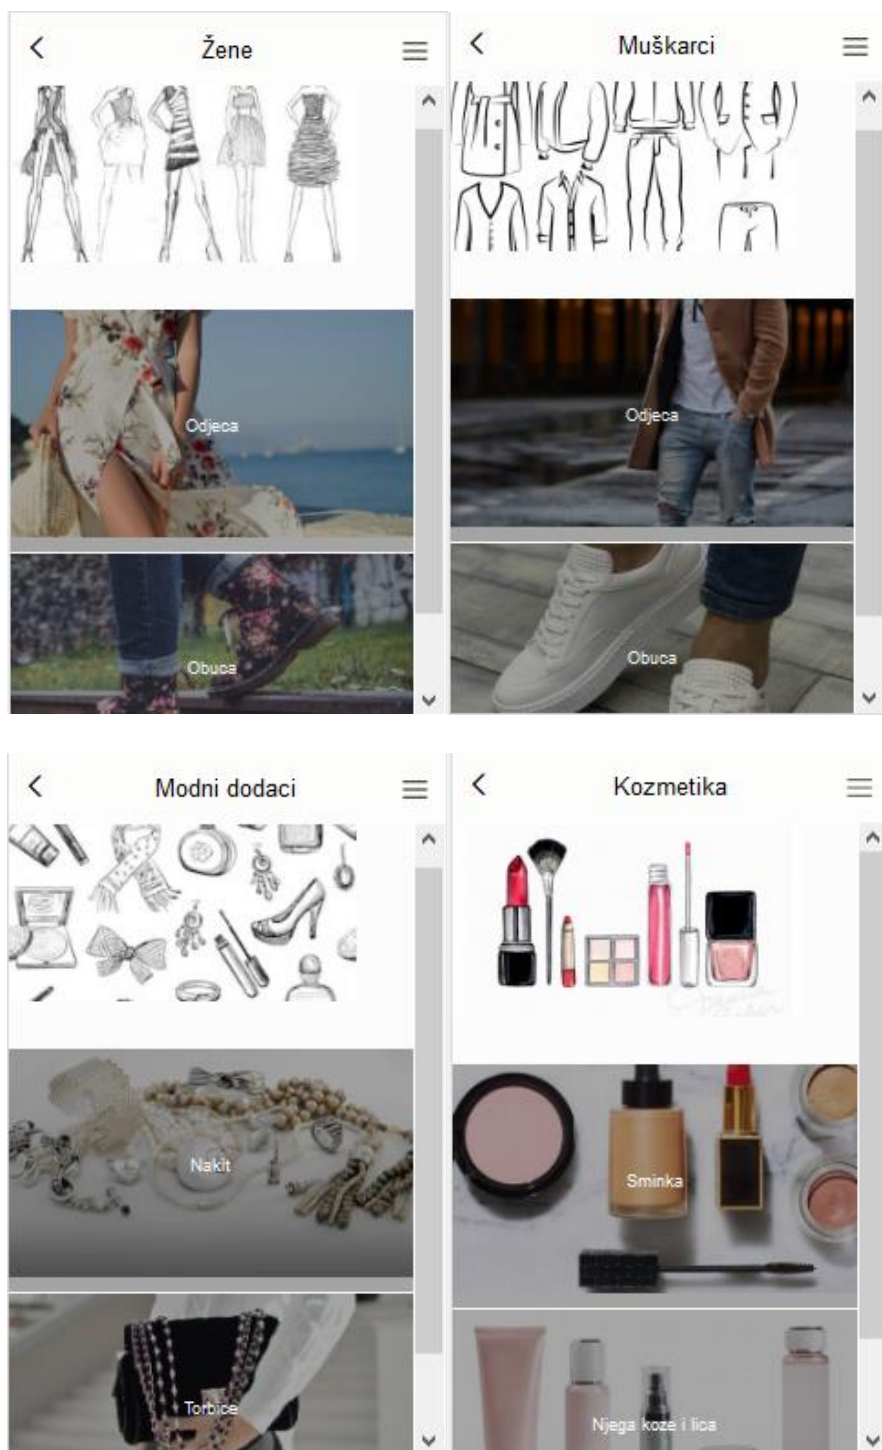 Žene
Odjeca
Obuca
Muškarci
Odjeca
Obuca
Modni dodaci
Nakit
Torbice
Kozmetika
Sminka
Njega koze i lica